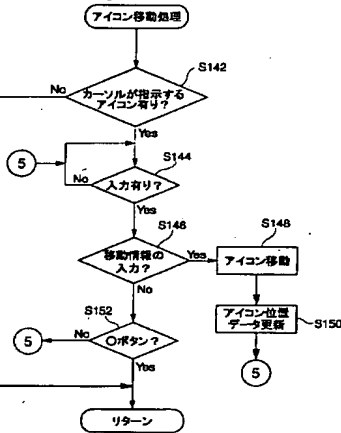 アイコン移動処理
S142
No
カーソルが指示する
アイコン有り？
Yes
5
S144
No
入力有り？
Yes
S146
移動情報の
入力？
Yes
S148
アイコン移動
No
S152
アイコン位置
データ更新
S150
5
No
〇ボタン？
5
Yes
リターン